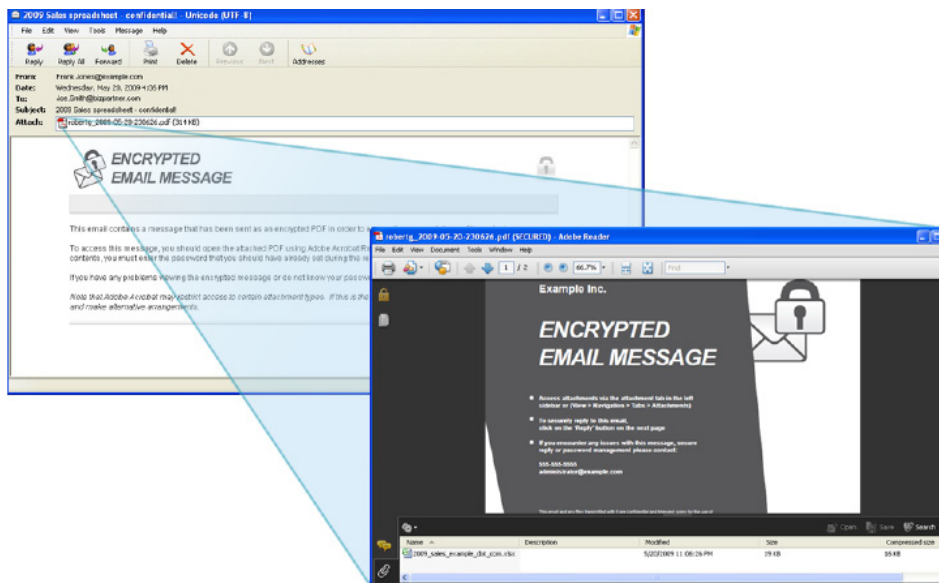 2009 Sales spreadsheet - confidential! - Unicode (UTF-8)
File Edit View Tools Message Help
Reply Reply All Forward Print Delete Previous Next Addresses
From: Frank.Jones@example.com
Date: Wednesday, May 20, 2009 4:06 PM
To: Joe.Smith@bizpartner.com
Subject: 2009 Sales spreadsheet - confidential!
Attach: robertg_2009-05-20-230626.pdf (314 KB)
ENCRYPTED
EMAIL MESSAGE
This email contains a message that has been sent as an encrypted PDF in order to
To access this message, you should open the attached PDF using Adobe Acrobat/R
contents, you must enter the password that you should have already set during the re
If you have any problems viewing the encrypted message or do not know your passw
Note that Adobe Acrobat may restrict access to certain attachment types. If this is the
and make alternative arrangements.
robertg_2009-05-20-230626.pdf (SECURED) - Adobe Reader
File Edit View Document Tools Window Help
1 / 2 66.7% Find
Example Inc.
ENCRYPTED
EMAIL MESSAGE
Access attachments via the attachment tab in the left
sidebar or (View > Navigation > Tabs > Attachments)
To securely reply to this email,
click on the 'Reply' button on the next page
If you encounter any issues with this message, secure
reply or password management please contact:
555-555-5555
administrator@example.com
Open Save Search
Name Description Modified Size Compressed size
2009_sales_example_dot_com.xlsx 5/20/2009 11:06:26 PM 19 KB 16 KB